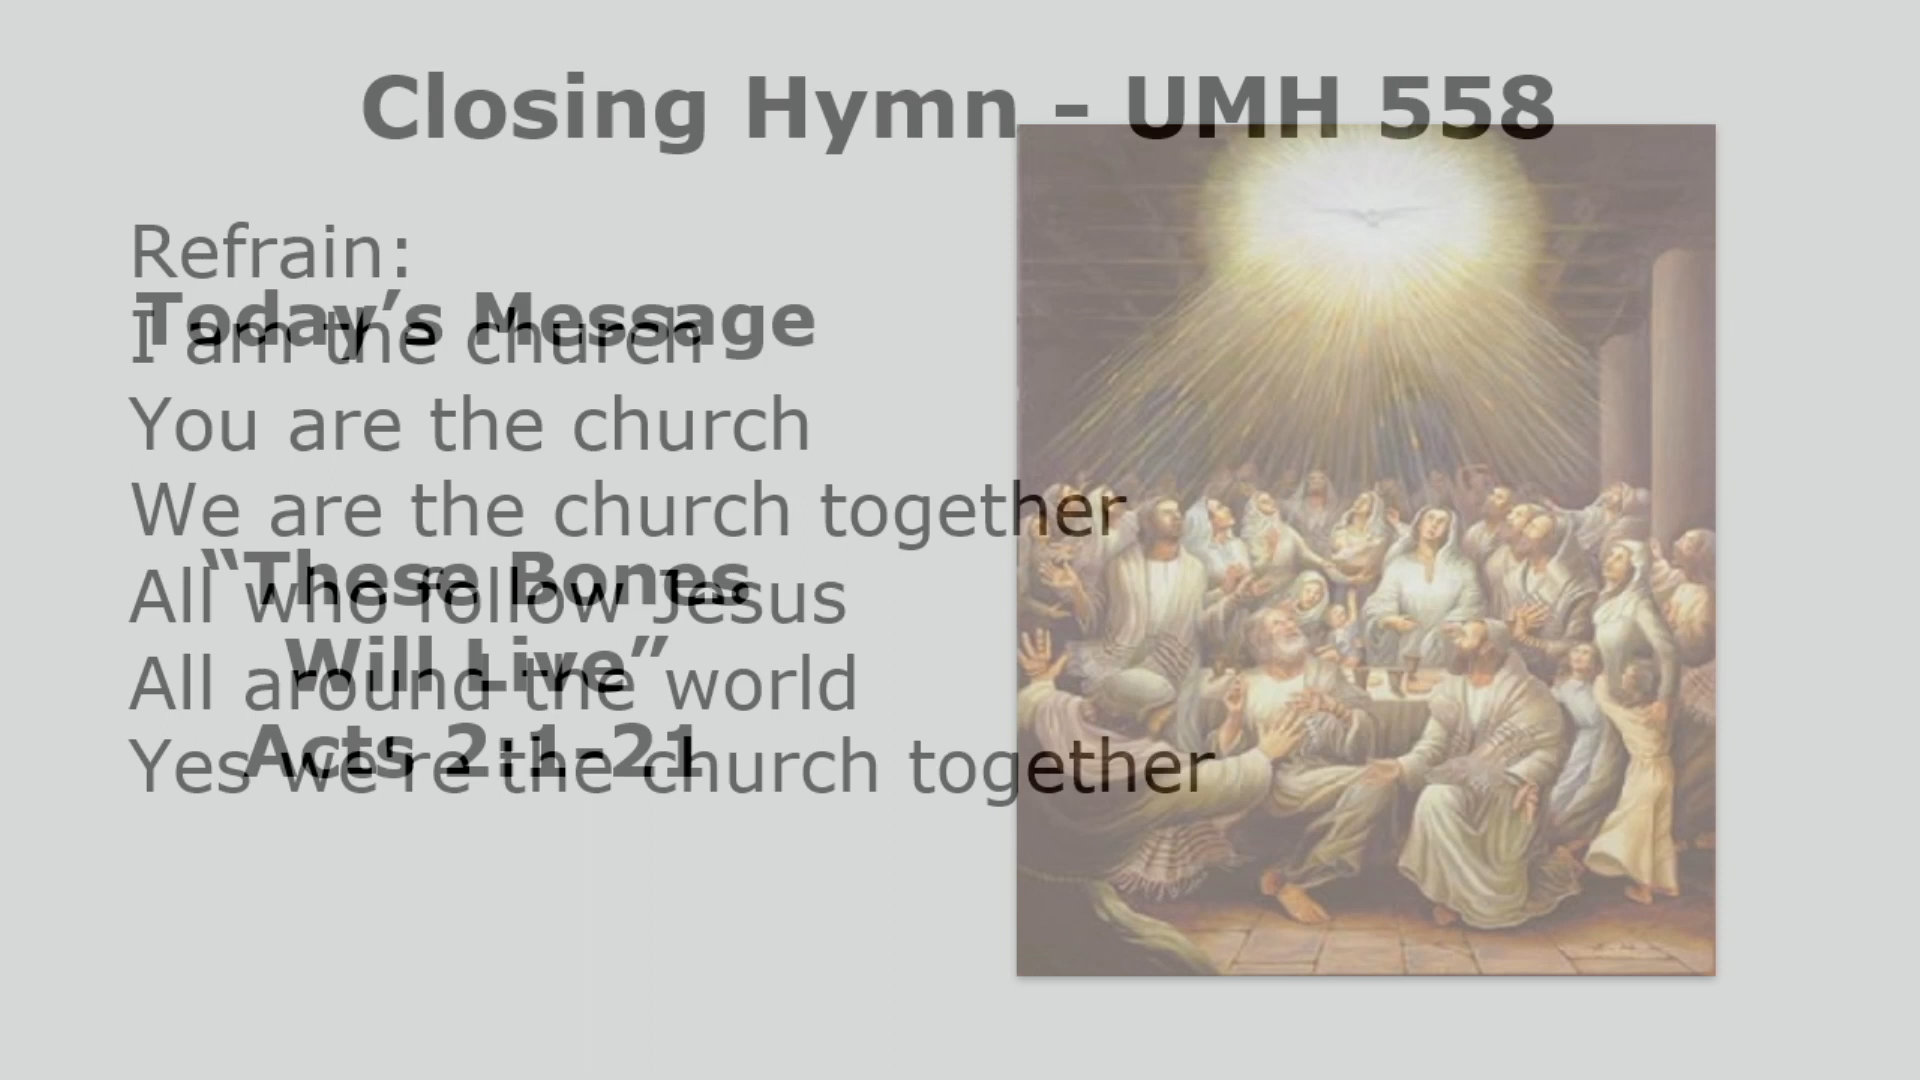 Closing Hymn – UMH 558
Refrain:
I am the church
You are the church
We are the church together
All who follow Jesus
All around the world
Yes we're the church together
Today’s Message
“These Bones
Will Live”
Acts 2:1-21